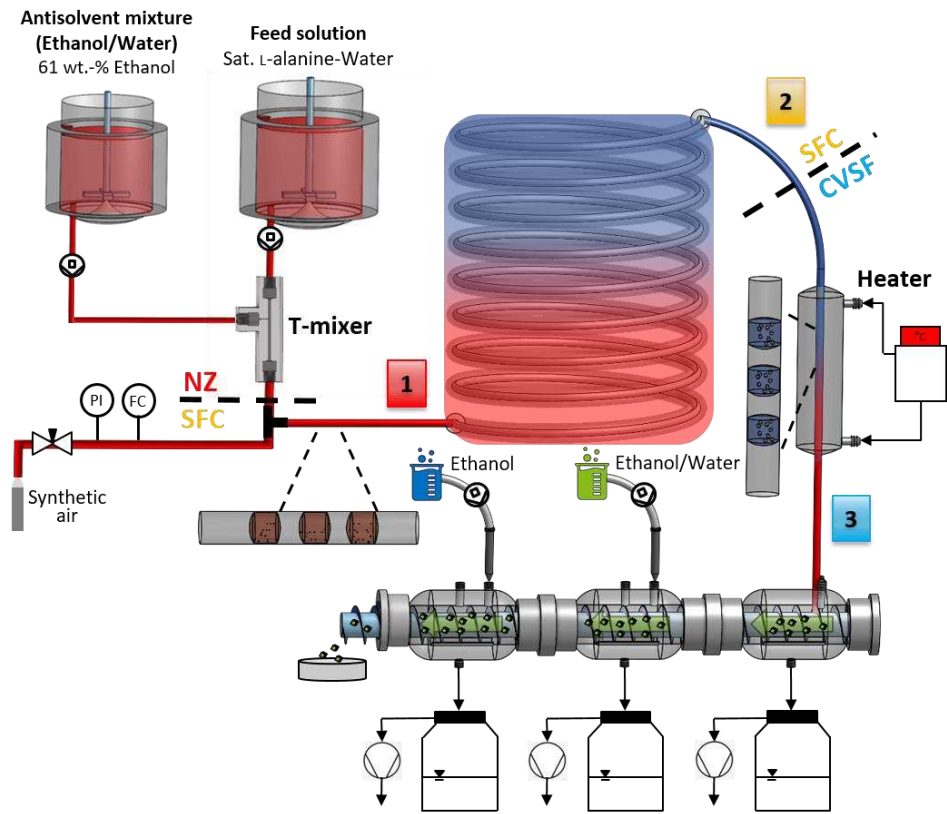 Antisolvent mixture
(Ethanol/Water)
61 wt.-% Ethanol
Feed solution
Sat. L-alanine-Water
2
SFC
CVSF
Heater
°C
T-mixer
1
NZ
SFC
PI
FC
Synthetic
air
Ethanol
Ethanol/Water
3